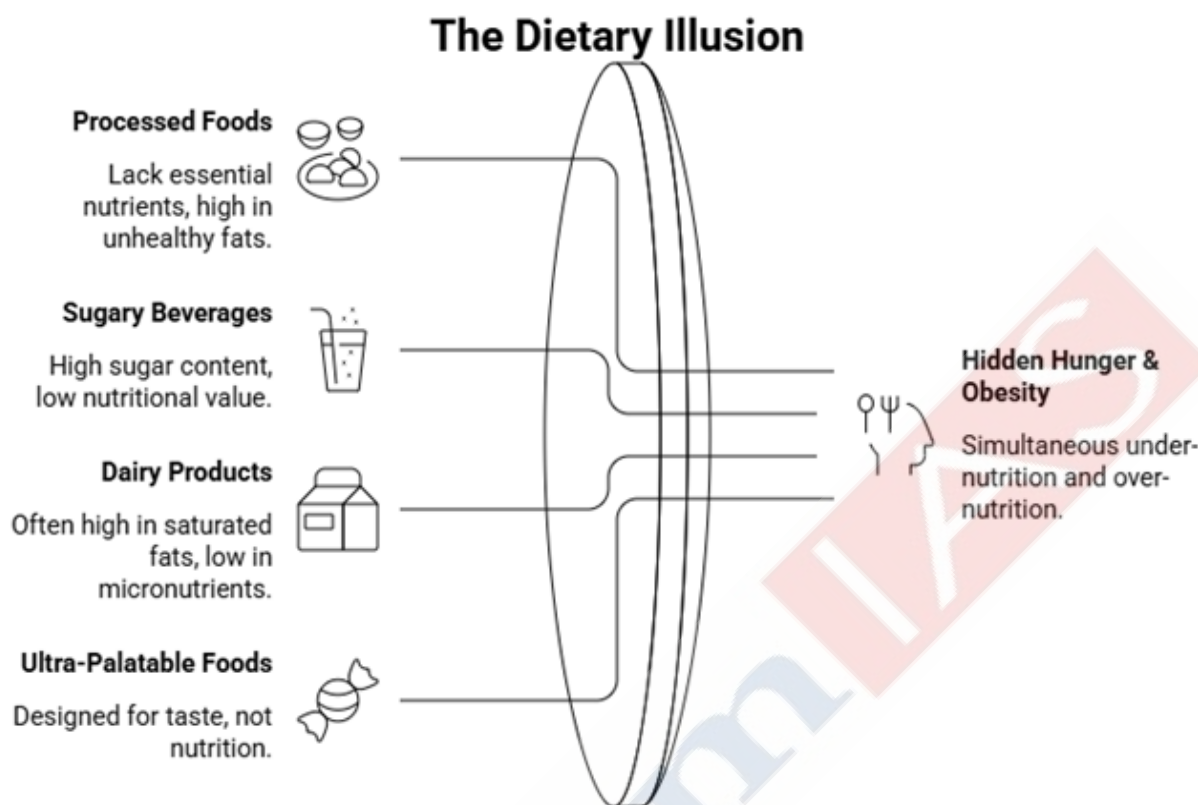 The Dietary Illusion
Processed Foods
Lack essential
nutrients, high in
unhealthy fats.
Sugary Beverages
High sugar content,
low nutritional value.
Dairy Products
Often high in saturated
fats, low in
micronutrients.
Ultra-Palatable Foods
Designed for taste, not
nutrition.
Hidden Hunger &
Obesity
Simultaneous under-
nutrition and over-
nutrition.
m IAS